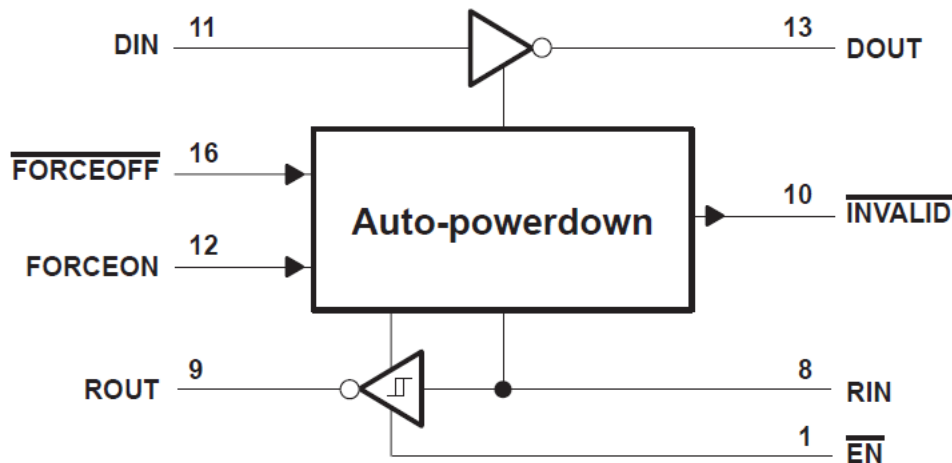 DIN 11 13 DOUT
FORCEOFF 16
Auto-powerdown
10 INVALID
FORCEON 12
ROUT 9 8 RIN
1 EN